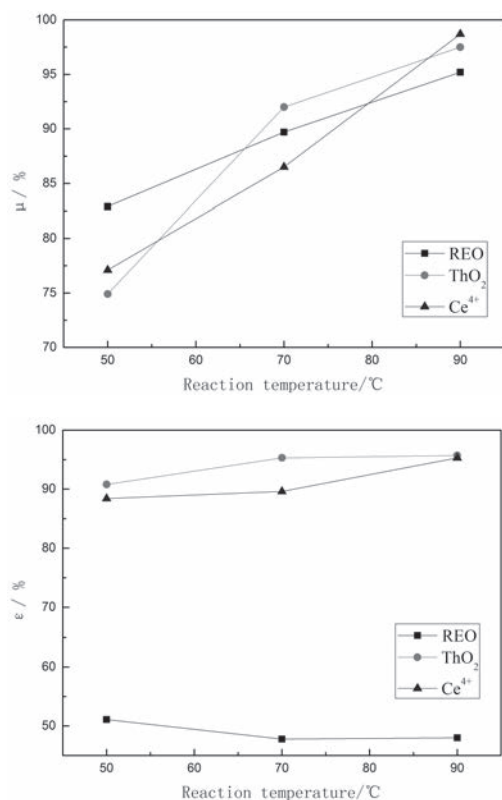 100
95
90
85
80
75
70
μ / %
REO
ThO₂
Ce⁴⁺
50
60
70
80
90
Reaction temperature/℃
100
90
80
70
60
50
ε / %
REO
ThO₂
Ce⁴⁺
50
60
70
80
90
Reaction temperature/℃